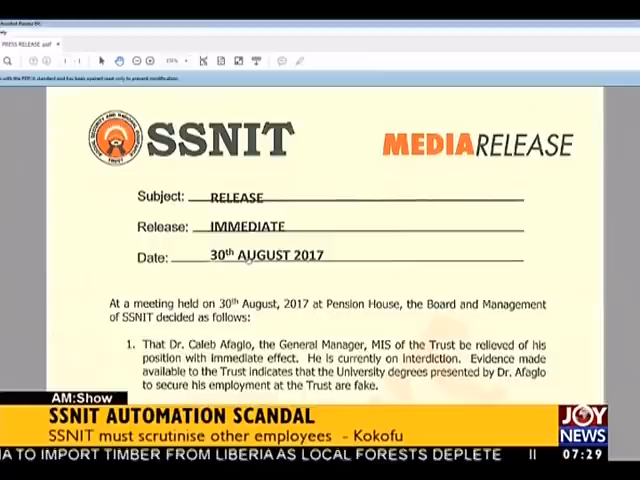 PRESS RELEASE.pdf
SSNIT
MEDIARELEASE
Subject: RELEASE
Release: IMMEDIATE
Date: 30th AUGUST 2017
At a meeting held on 30th August, 2017 at Pension House, the Board and Management
of SSNIT decided as follows:
1. That Dr. Caleb Afaglo, the General Manager, MIS of the Trust be relieved of his
position with immediate effect. He is currently on interdiction. Evidence made
available to the Trust indicates that the University degrees presented by Dr. Afaglo
to secure his employment at the Trust are fake.
AM:Show
SSNIT AUTOMATION SCANDAL
SSNIT must scrutinise other employees - Kokofu
JOY
NEWS
A TO IMPORT TIMBER FROM LIBERIA AS LOCAL FORESTS DEPLETE II
07:29